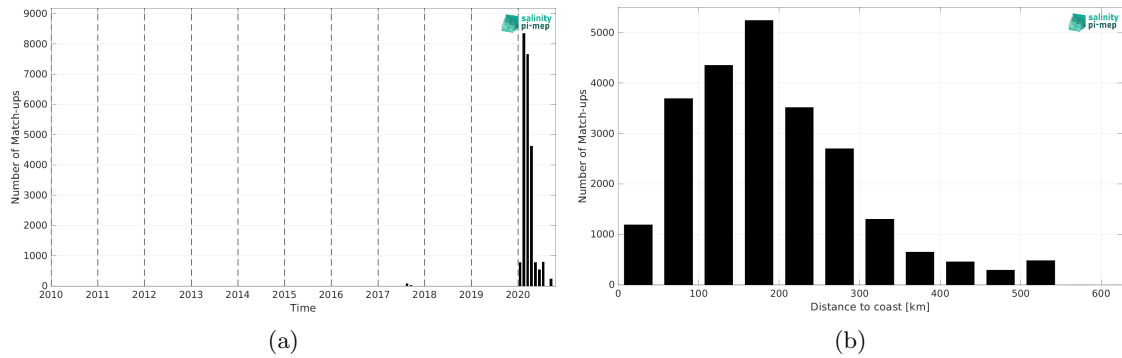 salinity
pi-mep
9000
8000
7000
6000
5000
4000
3000
2000
1000
0
Number of Match-ups
2010 2011 2012 2013 2014 2015 2016 2017 2018 2019 2020
Time
(a)
salinity
pi-mep
5000
4000
3000
2000
1000
0
Number of Match-ups
0 100 200 300 400 500 600
Distance to coast [km]
(b)